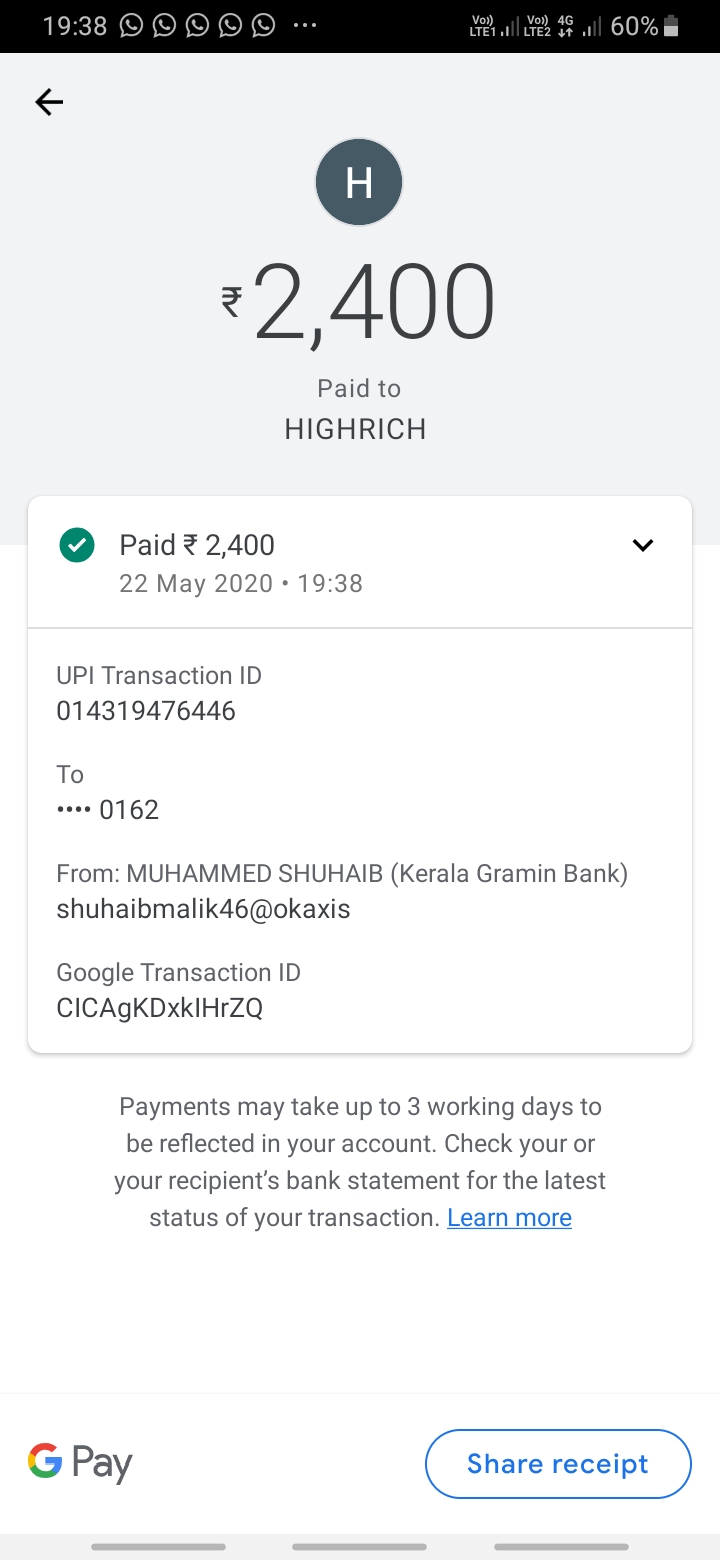 19:38 ... Vo)) LTE1 Vo)) LTE2 4G 60%
H
₹2,400
Paid to
HIGHRICH
Paid ₹ 2,400
22 May 2020 • 19:38
UPI Transaction ID
014319476446
To
•••• 0162
From: MUHAMMED SHUHAIB (Kerala Gramin Bank)
shuhaibmalik46@okaxis
Google Transaction ID
CICAgKDxkIHrZQ
Payments may take up to 3 working days to
be reflected in your account. Check your or
your recipient’s bank statement for the latest
status of your transaction. Learn more
G Pay
Share receipt